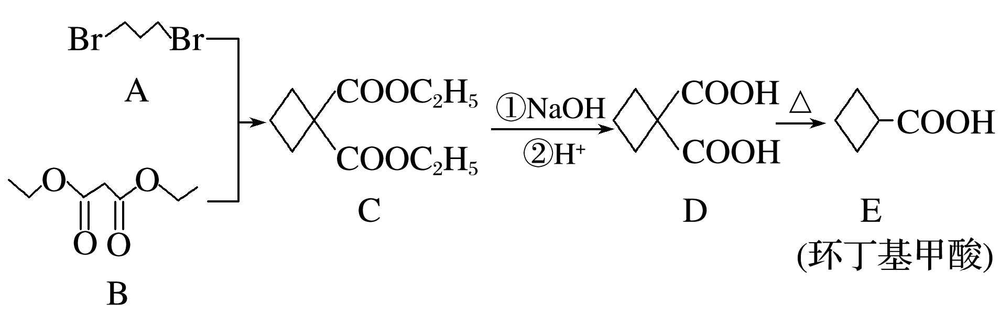 Br Br
A
O O
O O
B
COOC₂H₅
COOC₂H₅
C
①NaOH
②H⁺
COOH
COOH
D
△
COOH
E
(环丁基甲酸)